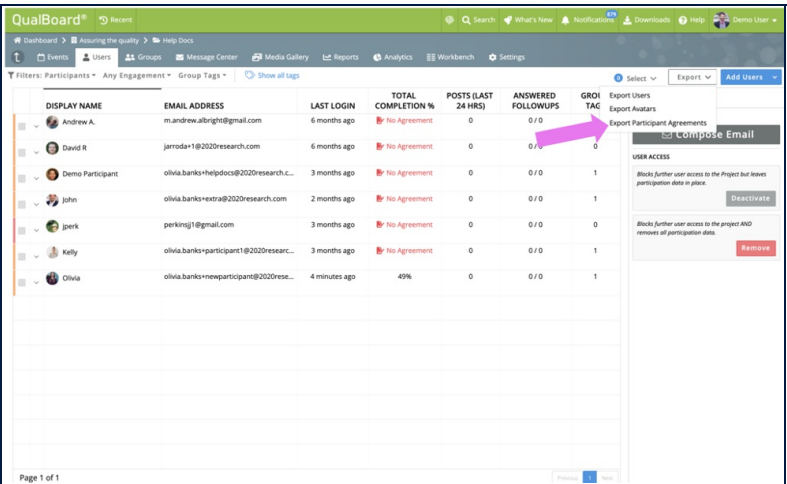 QualBoard® Recent Search What's New Notifications 879 Downloads Help Demo User
Dashboard > Assuring the quality > Help Docs
Events Users Groups Message Center Media Gallery Reports Analytics Workbench Settings
Filters: Participants Any Engagement Group Tags Show all tags 0 Select Export Add Users
Export Users
Export Avatars
Export Participant Agreements
DISPLAY NAME EMAIL ADDRESS LAST LOGIN TOTAL COMPLETION % POSTS (LAST 24 HRS) ANSWERED FOLLOWUPS
Andrew A. m.andrew.albright@gmail.com 6 months ago No Agreement 0 0 / 0
David R jarroda+1@2020research.com 6 months ago No Agreement 0 0 / 0 0
Demo Participant olivia.banks+helpdocs@2020research.c... 3 months ago No Agreement 0 0 / 0 1
John olivia.banks+extra@2020research.com 2 months ago No Agreement 0 0 / 0 1
jperk perkinsjj1@gmail.com 3 months ago No Agreement 0 0 / 0 0
Kelly olivia.banks+participant1@2020researc... 3 months ago No Agreement 0 0 / 0 1
Olivia olivia.banks+newparticipant@2020rese... 4 minutes ago 49% 0 0 / 0 1
Compose Email
USER ACCESS
Blocks further user access to the Project but leaves
participation data in place.
Deactivate
Blocks further user access to the project AND
removes all participation data.
Remove
Page 1 of 1 Previous 1 Next